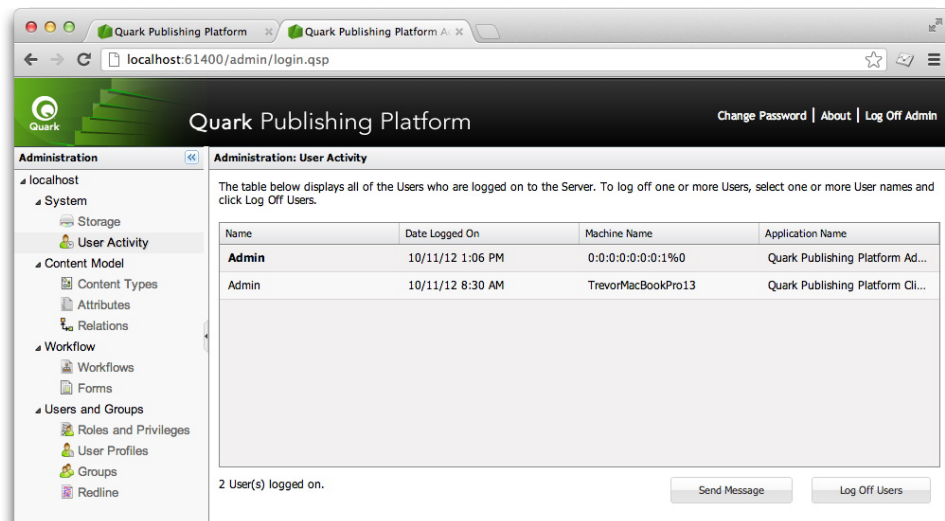 Quark Publishing Platform
Quark Publishing Platform Ad
localhost:61400/admin/login.qsp
Quark
Quark Publishing Platform
Change Password | About | Log Off Admin
Administration
localhost
System
Storage
User Activity
Content Model
Content Types
Attributes
Relations
Workflow
Workflows
Forms
Users and Groups
Roles and Privileges
User Profiles
Groups
Redline
Administration: User Activity
The table below displays all of the Users who are logged on to the Server. To log off one or more Users, select one or more User names and
click Log Off Users.
Name Date Logged On Machine Name Application Name
Admin 10/11/12 1:06 PM 0:0:0:0:0:0:0:1%0 Quark Publishing Platform Ad...
Admin 10/11/12 8:30 AM TrevorMacBookPro13 Quark Publishing Platform Cli...
2 User(s) logged on.
Send Message
Log Off Users